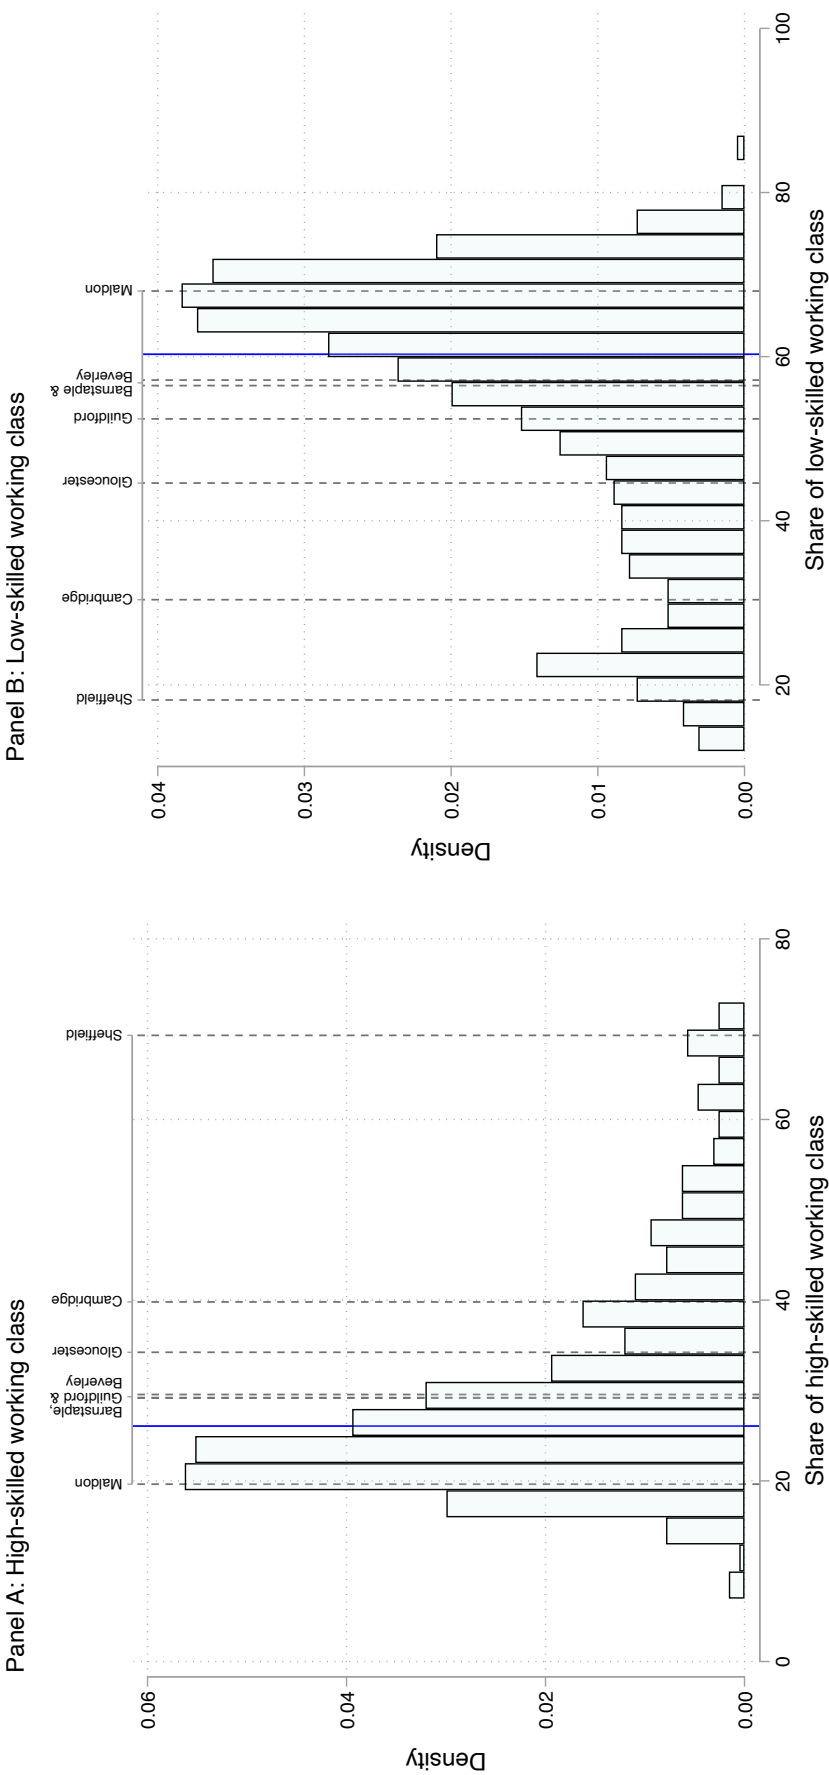 Panel A: High-skilled working class
Maldon
Barnstaple,
Guildford &
Beverley
Gloucester
Cambridge
Sheffield
0.06
0.04
0.02
0.00
Density
0
20
40
60
80
Share of high-skilled working class
Panel B: Low-skilled working class
Sheffield
Cambridge
Gloucester
Guildford
Barnstaple &
Beverley
Maldon
0.04
0.03
0.02
0.01
0.00
Density
20
40
60
80
100
Share of low-skilled working class